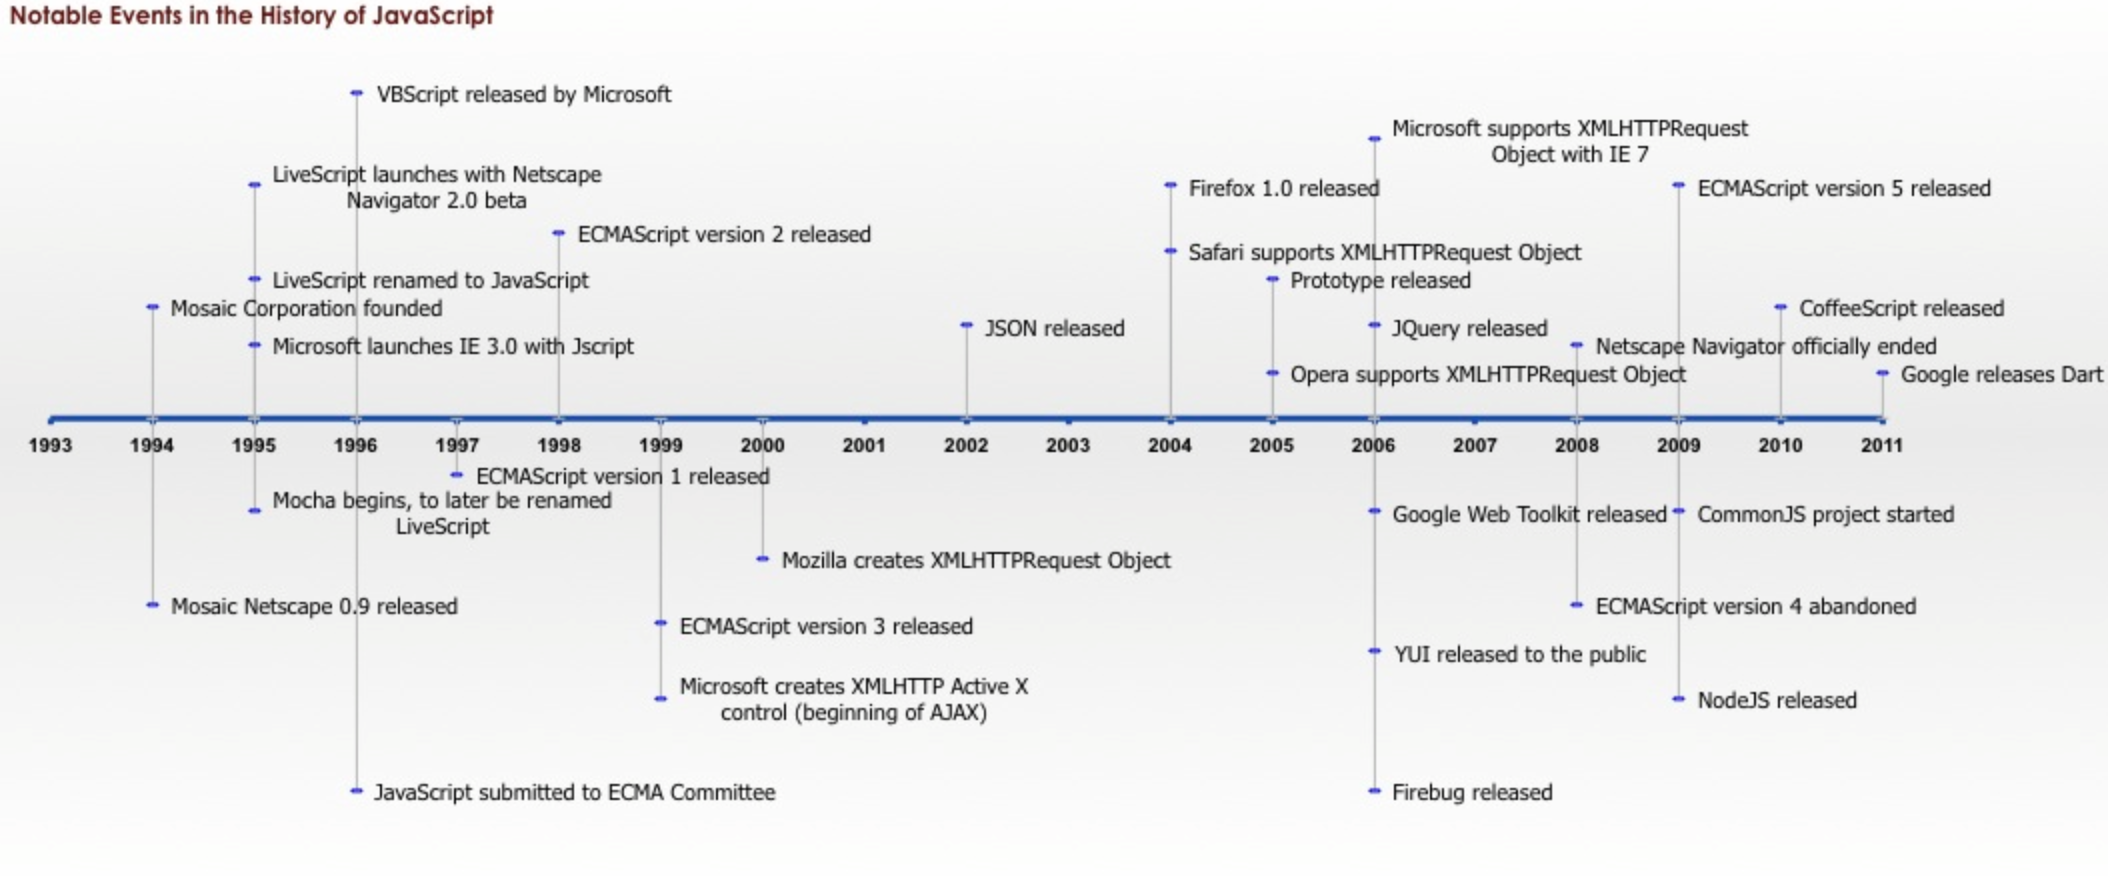 Notable Events in the History of JavaScript
VBScript released by Microsoft
Microsoft supports XMLHTTPRequest
Object with IE 7
LiveScript launches with Netscape
Navigator 2.0 beta
Firefox 1.0 released
ECMAScript version 5 released
ECMAScript version 2 released
Safari supports XMLHTTPRequest Object
LiveScript renamed to JavaScript
Prototype released
Mosaic Corporation founded
CoffeeScript released
JSON released
JQuery released
Microsoft launches IE 3.0 with Jscript
Netscape Navigator officially ended
Opera supports XMLHTTPRequest Object
Google releases Dart
1993 1994 1995 1996 1997 1998 1999 2000 2001 2002 2003 2004 2005 2006 2007 2008 2009 2010 2011
ECMAScript version 1 released
Mocha begins, to later be renamed
LiveScript
Google Web Toolkit released
CommonJS project started
Mozilla creates XMLHTTPRequest Object
Mosaic Netscape 0.9 released
ECMAScript version 4 abandoned
ECMAScript version 3 released
YUI released to the public
Microsoft creates XMLHTTP Active X
control (beginning of AJAX)
NodeJS released
JavaScript submitted to ECMA Committee
Firebug released